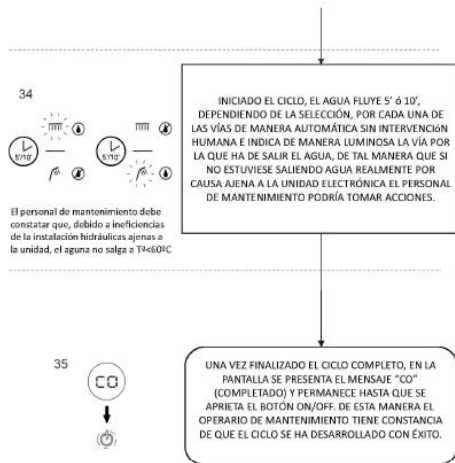 34
5'/10'
5'/10'
El personal de mantenimiento debe
constatar que, debido a ineficiencias
de la instalación hidráulicas ajenas a
la unidad, el aguna no salga a Tª<60ºC
INICIADO EL CICLO, EL AGUA FLUYE 5' ó 10',
DEPENDIENDO DE LA SELECCIÓN, POR CADA UNA DE
LAS VÍAS DE MANERA AUTOMÁTICA SIN INTERVENCIÓN
HUMANA E INDICA DE MANERA LUMINOSA LA VÍA POR
LA QUE HA DE SALIR EL AGUA, DE TAL MANERA QUE SI
NO ESTUVIESE SALIENDO AGUA REALMENTE POR
CAUSA AJENA A LA UNIDAD ELECTRÓNICA EL PERSONAL
DE MANTENIMIENTO PODRÍA TOMAR ACCIONES.
35
CO
UNA VEZ FINALIZADO EL CICLO COMPLETO, EN LA
PANTALLA SE PRESENTA EL MENSAJE "CO"
(COMPLETADO) Y PERMANECE HASTA QUE SE
APRIETA EL BOTÓN ON/OFF. DE ESTA MANERA EL
OPERARIO DE MANTENIMIENTO TIENE CONSTANCIA
DE QUE EL CICLO SE HA DESARROLLADO CON ÉXITO.